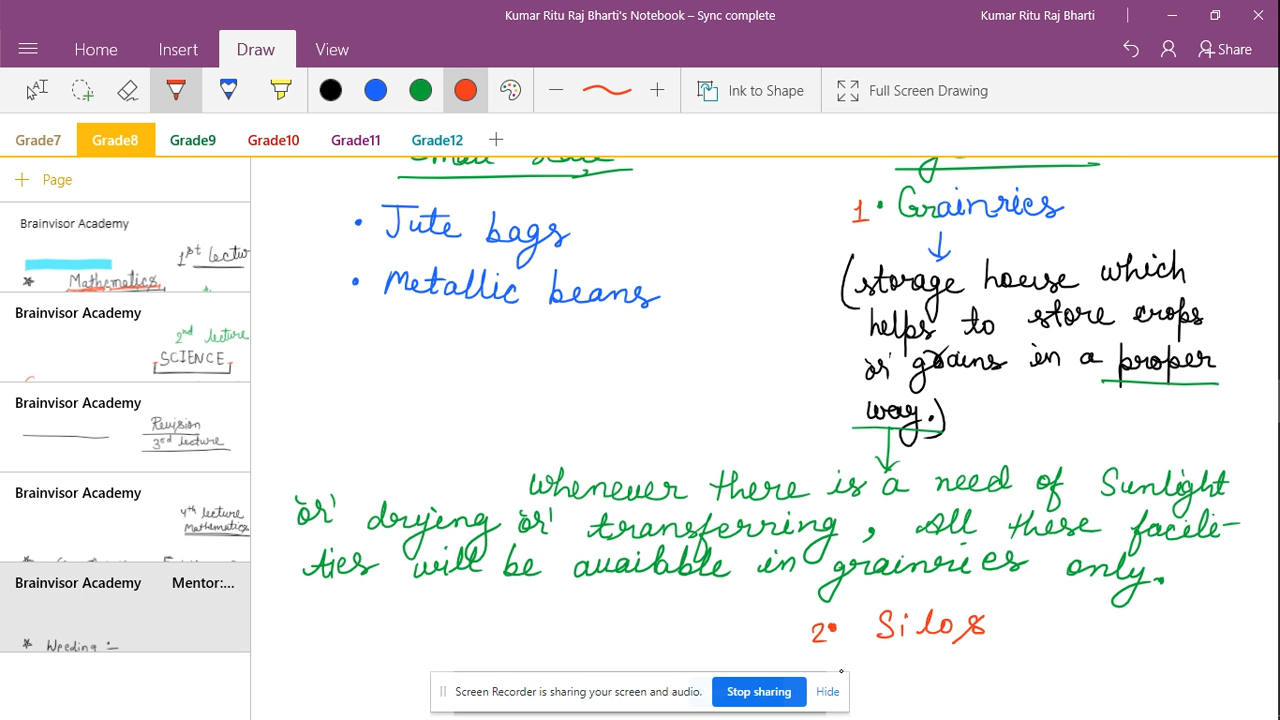 Kumar Ritu Raj Bharti's Notebook – Sync complete
Kumar Ritu Raj Bharti
Home Insert Draw View
Share
Ink to Shape
Full Screen Drawing
Grade7 Grade8 Grade9 Grade10 Grade11 Grade12
Page
Brainvisor Academy
1st lectur
* Mathematics
Brainvisor Academy
2nd lecture
SCIENCE
Brainvisor Academy
Revision
3rd lecture
Brainvisor Academy
4th lecture
Mathematics
Brainvisor Academy Mentor:...
* Weeding :-
• Jute bags
• Metallic beans
1 • Grainries
(storage house which
helps to store crops
'or' grains in a proper
way.)
whenever there is a need of Sunlight
'or' drying 'or' transferring, All these facili-
ties will be auaible in grainries only.
2• Silos
Screen Recorder is sharing your screen and audio.
Stop sharing
Hide